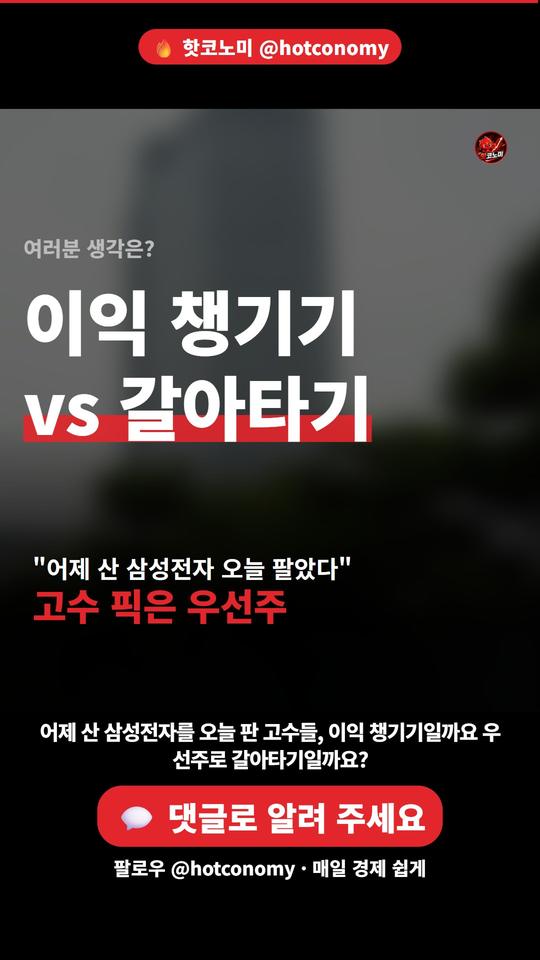 🔥 핫코노미 @hotconomy
코노미
여러분 생각은?
이익 챙기기
vs 갈아타기
"어제 산 삼성전자 오늘 팔았다"
고수 픽은 우선주
어제 산 삼성전자를 오늘 판 고수들, 이익 챙기기일까요 우
선주로 갈아타기일까요?
💬 댓글로 알려 주세요
팔로우 @hotconomy · 매일 경제 쉽게